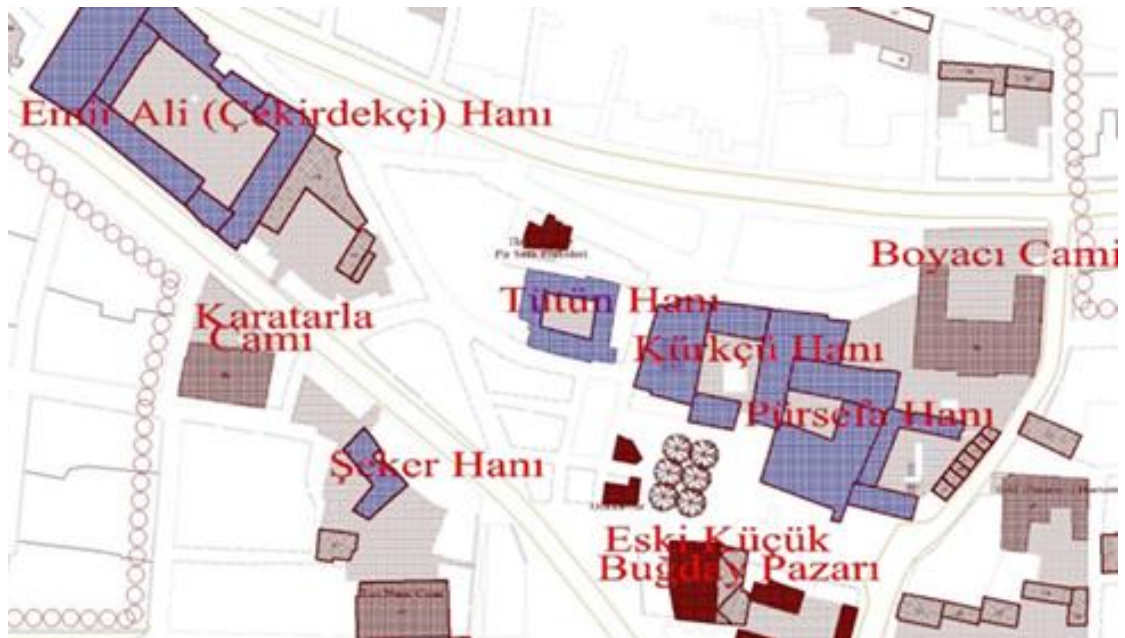 Emir Ali (Çekirdekçi) Hanı
Boyacı Cami
Tütün Hanı
Karatarla
Cami
Kürkçü Hanı
Pürsefa Hanı
Şeker Hanı
Eski Küçük
Buğday Pazarı